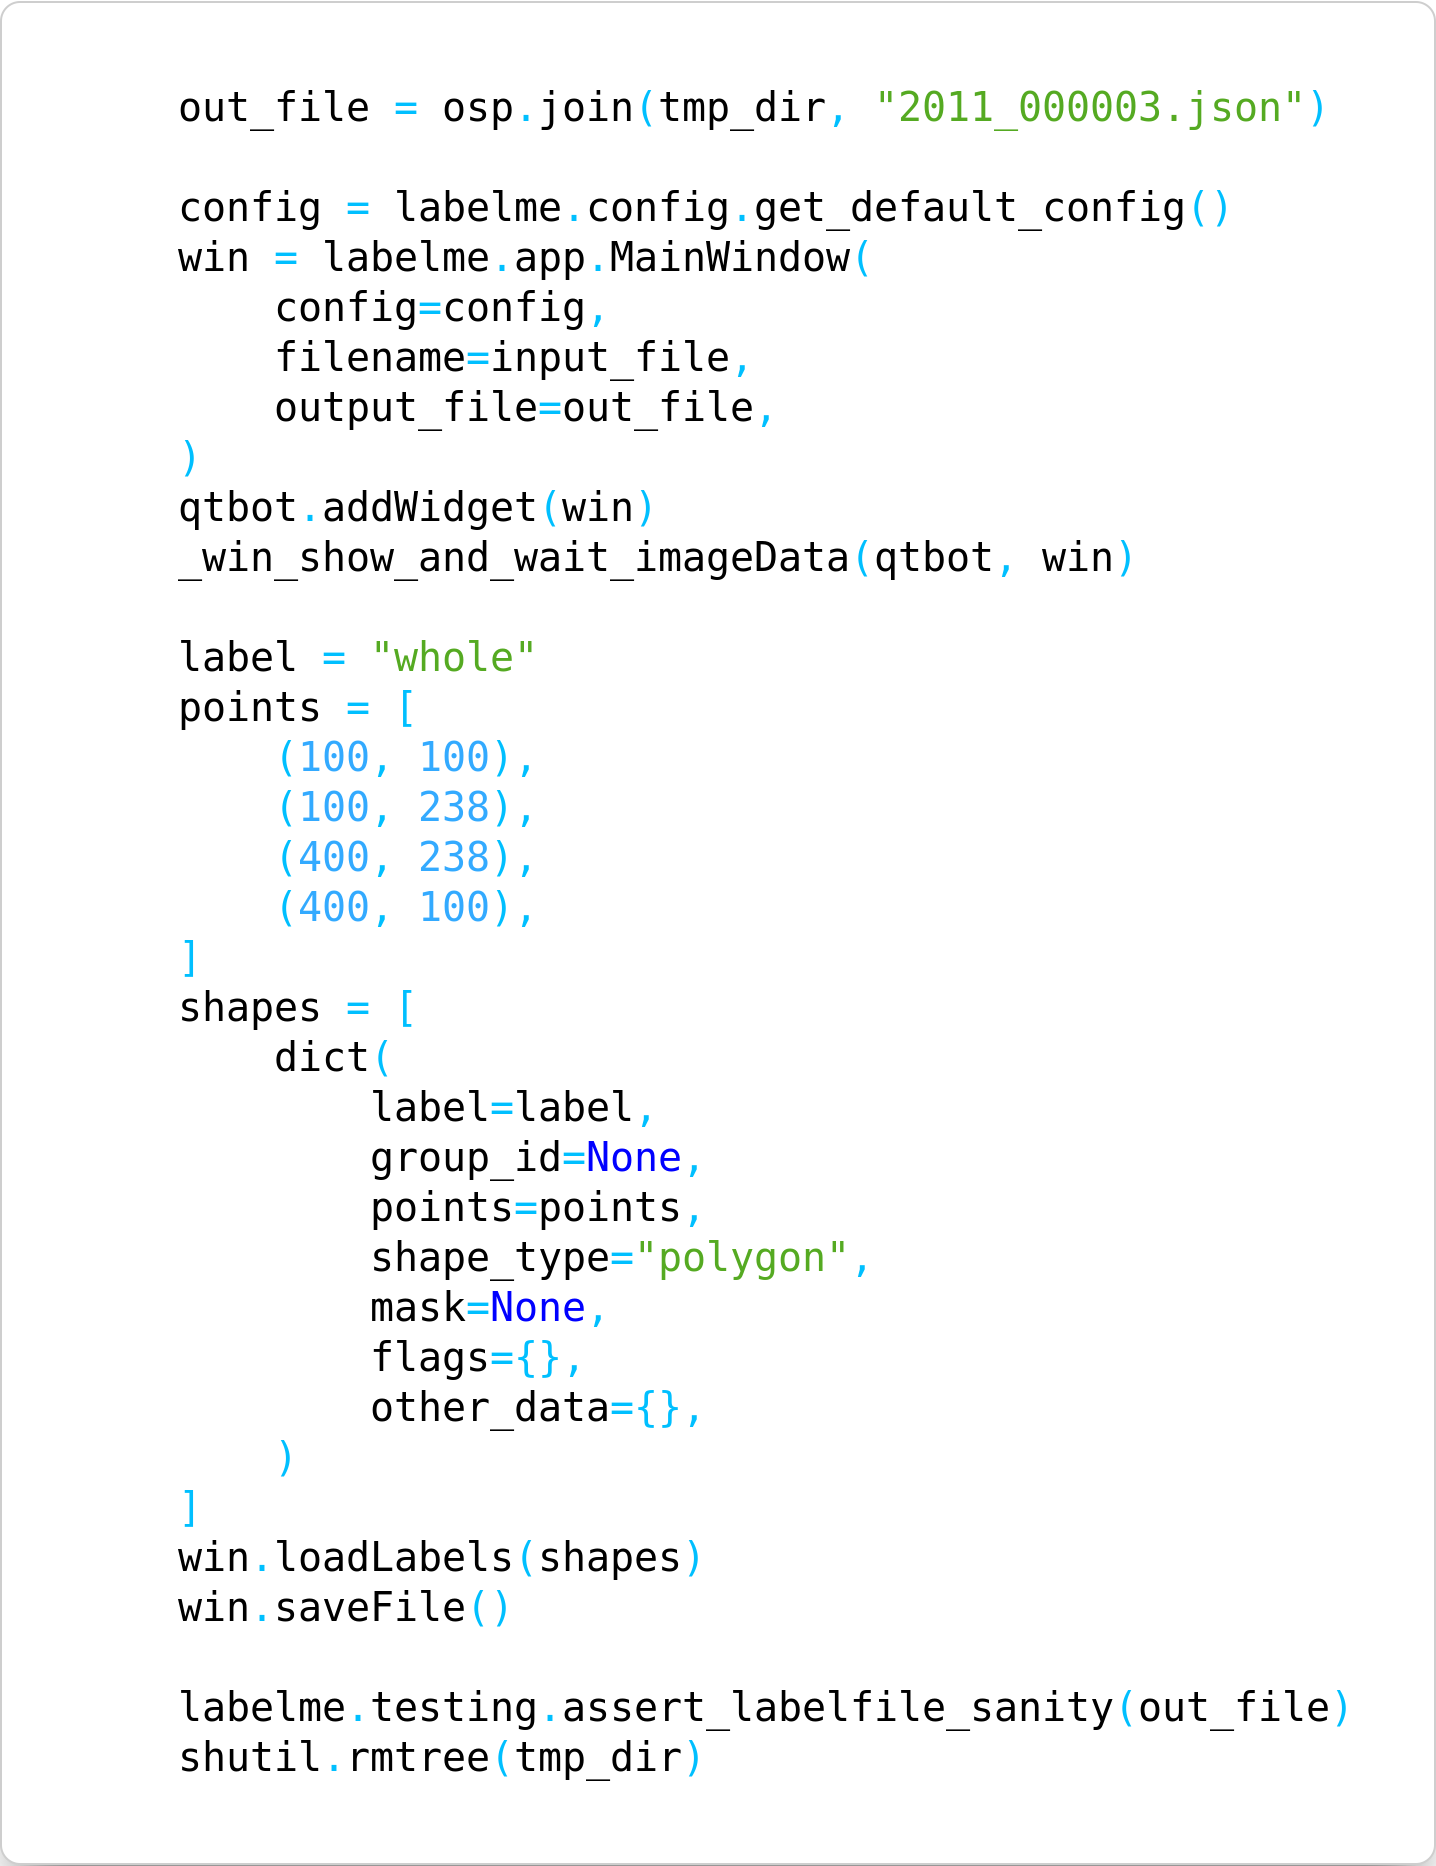 out_file = osp.join(tmp_dir, "2011_000003.json")

config = labelme.config.get_default_config()
win = labelme.app.MainWindow(
    config=config,
    filename=input_file,
    output_file=out_file,
)
qtbot.addWidget(win)
_win_show_and_wait_imageData(qtbot, win)

label = "whole"
points = [
    (100, 100),
    (100, 238),
    (400, 238),
    (400, 100),
]
shapes = [
    dict(
        label=label,
        group_id=None,
        points=points,
        shape_type="polygon",
        mask=None,
        flags={},
        other_data={},
    )
]
win.loadLabels(shapes)
win.saveFile()

labelme.testing.assert_labelfile_sanity(out_file)
shutil.rmtree(tmp_dir)